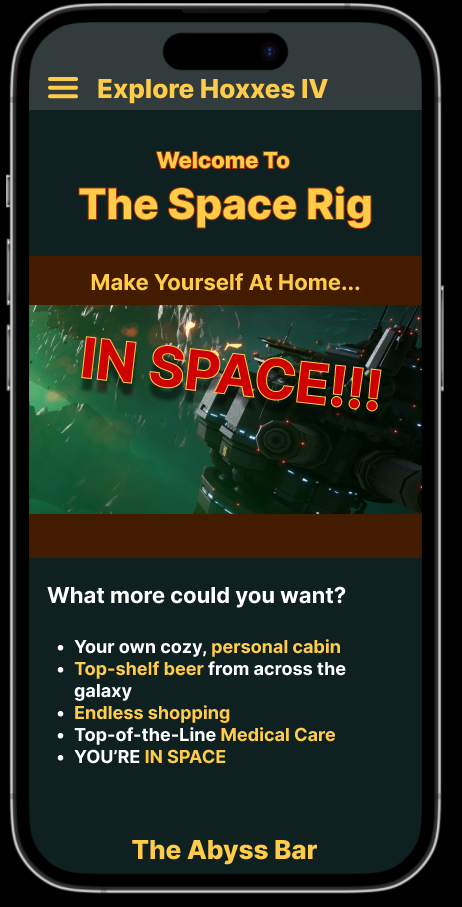 Explore Hoxxes IV
Welcome To
The Space Rig
Make Yourself At Home...
IN SPACE!!!
What more could you want?
• Your own cozy, personal cabin
• Top-shelf beer from across the
galaxy
• Endless shopping
• Top-of-the-Line Medical Care
• YOU’RE IN SPACE
The Abyss Bar